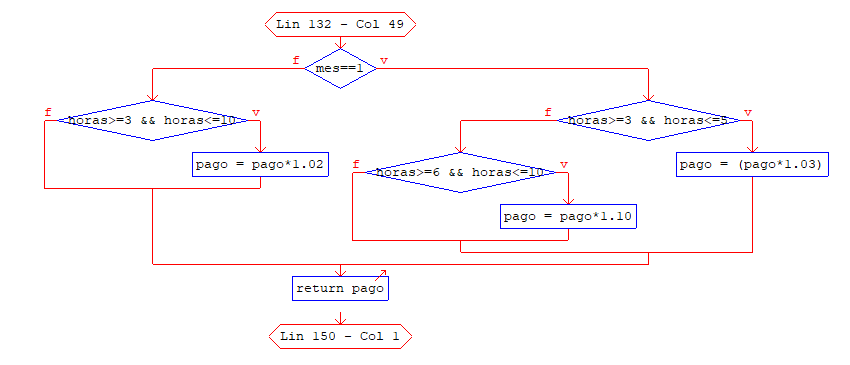 Lin 132 - Col 49
f
mes==1
v
f
horas>=3 && horas<=10
v
f
horas>=3 && horas<=5
v
pago = pago*1.02
f
horas>=6 && horas<=10
v
pago = (pago*1.03)
pago = pago*1.10
return pago
Lin 150 - Col 1